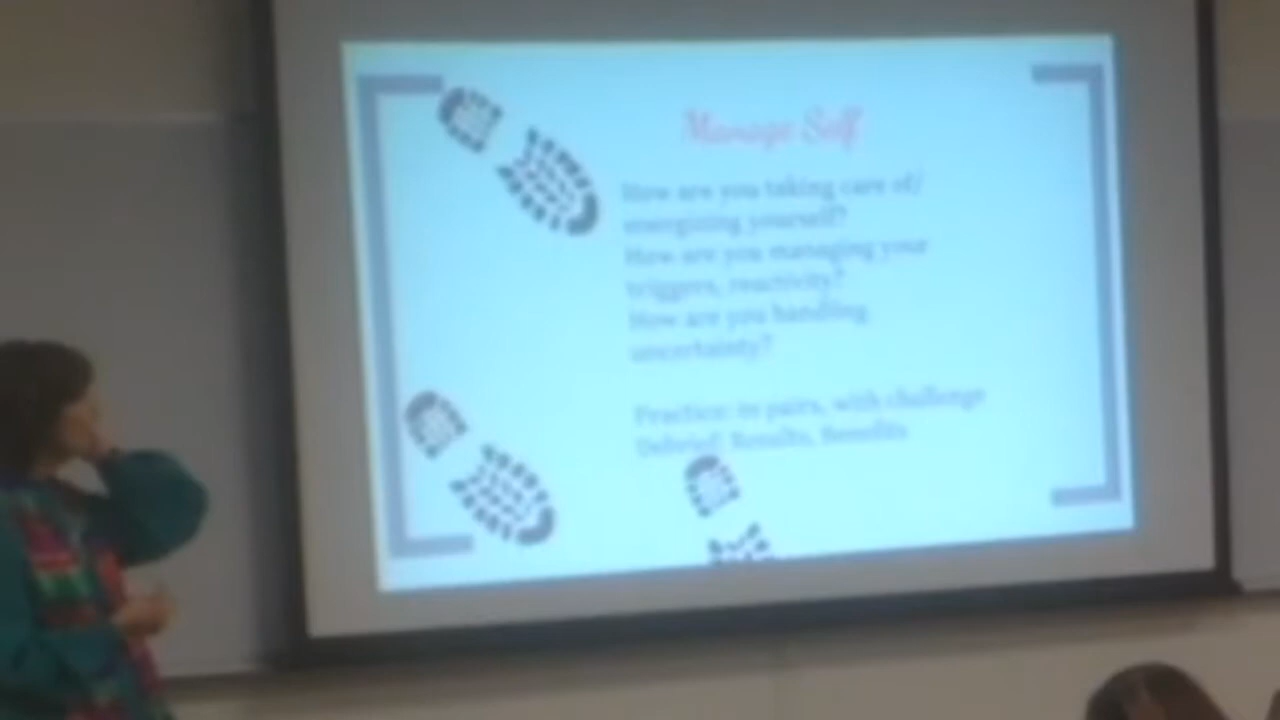 Manage Self
How are you taking care of/
energizing yourself?
How are you managing your
triggers, reactivity?
How are you handling
uncertainty?
Practice: in pairs, with challenge
Debrief: Results, Benefits